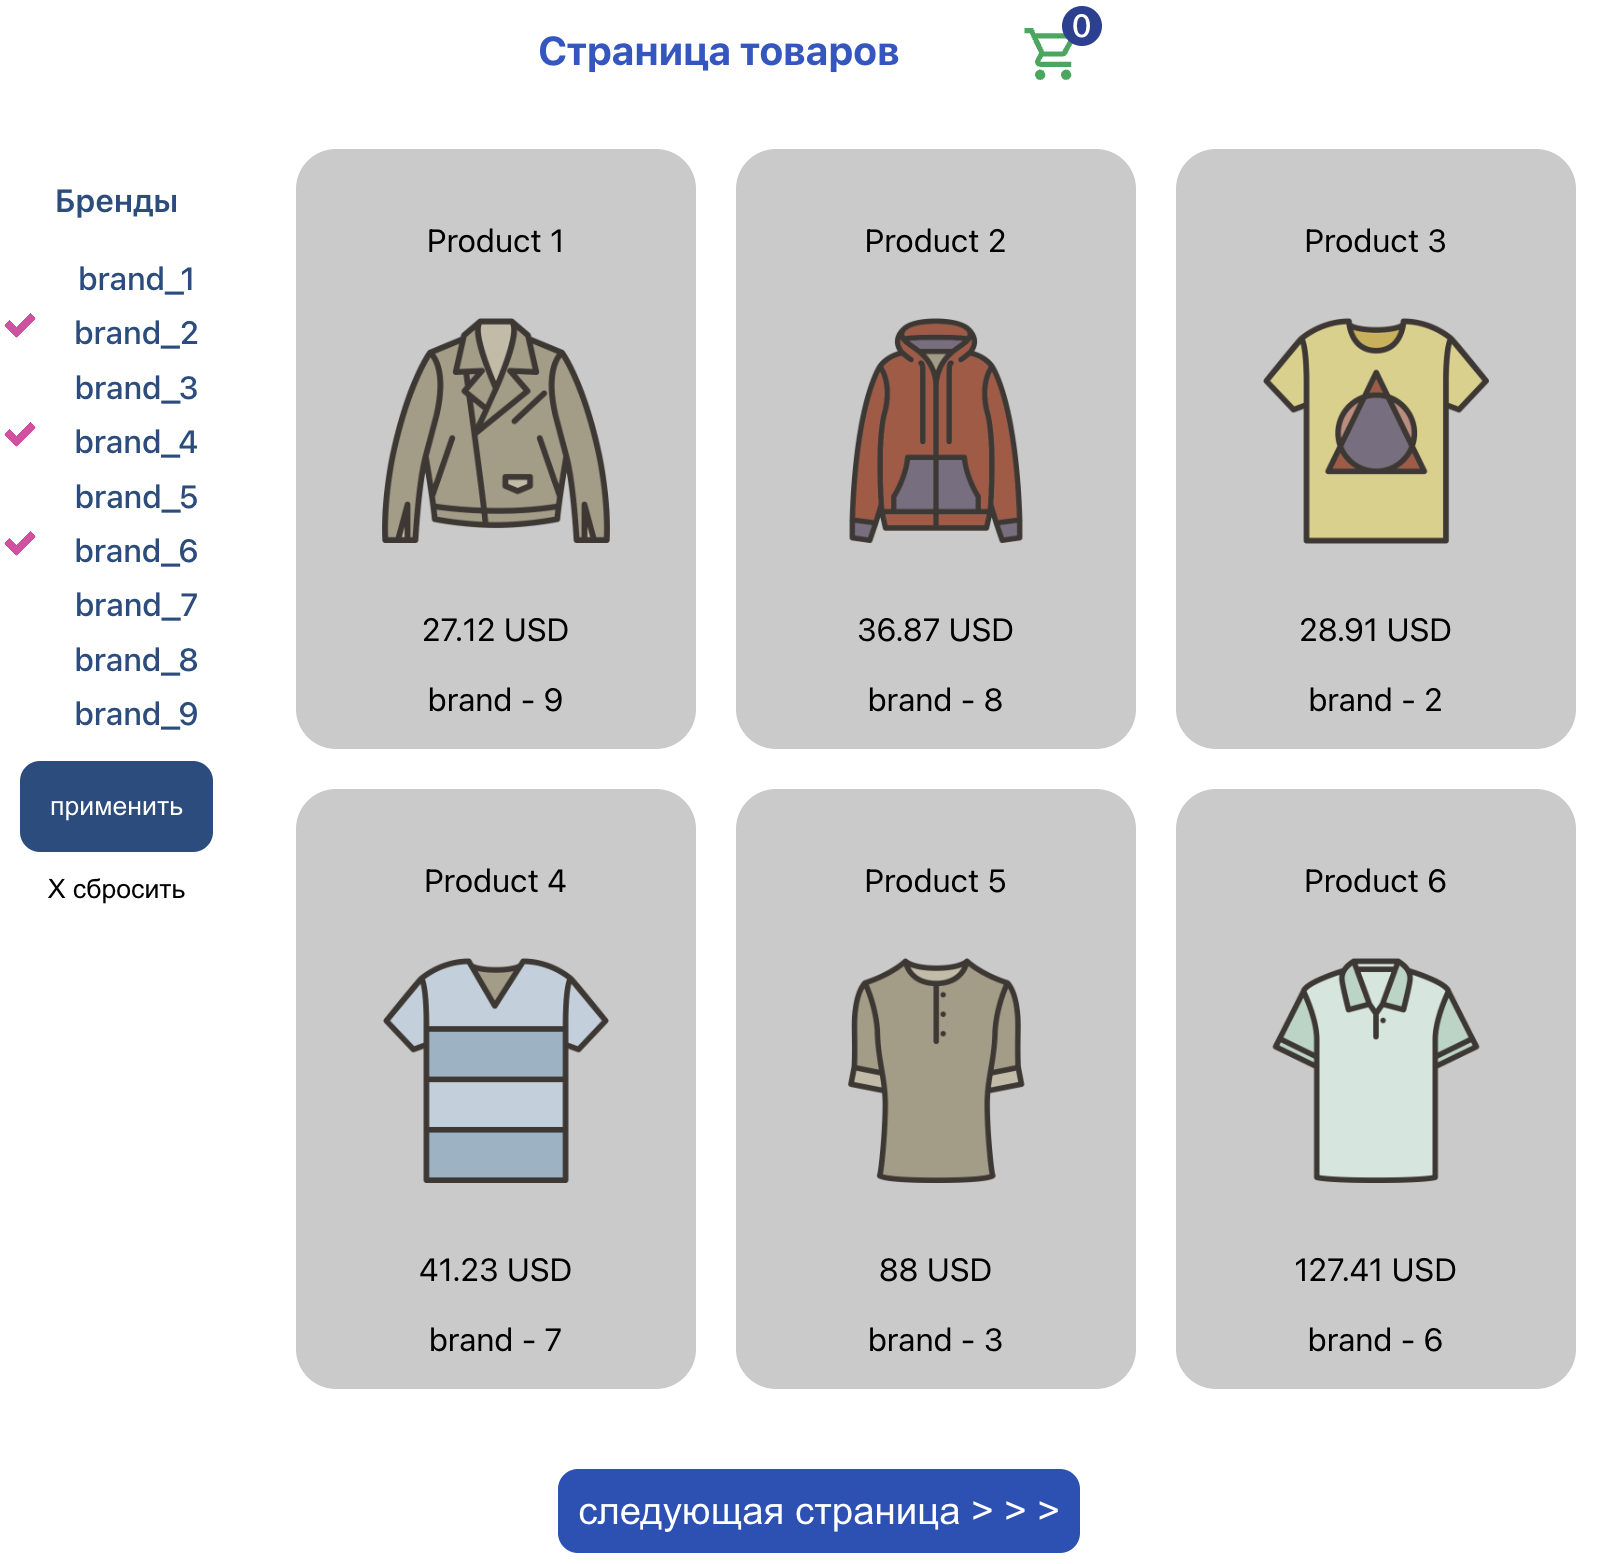 Страница товаров
0
Бренды
brand_1
brand_2
brand_3
brand_4
brand_5
brand_6
brand_7
brand_8
brand_9
применить
X сбросить
Product 1
27.12 USD
brand - 9
Product 2
36.87 USD
brand - 8
Product 3
28.91 USD
brand - 2
Product 4
41.23 USD
brand - 7
Product 5
88 USD
brand - 3
Product 6
127.41 USD
brand - 6
следующая страница > > >